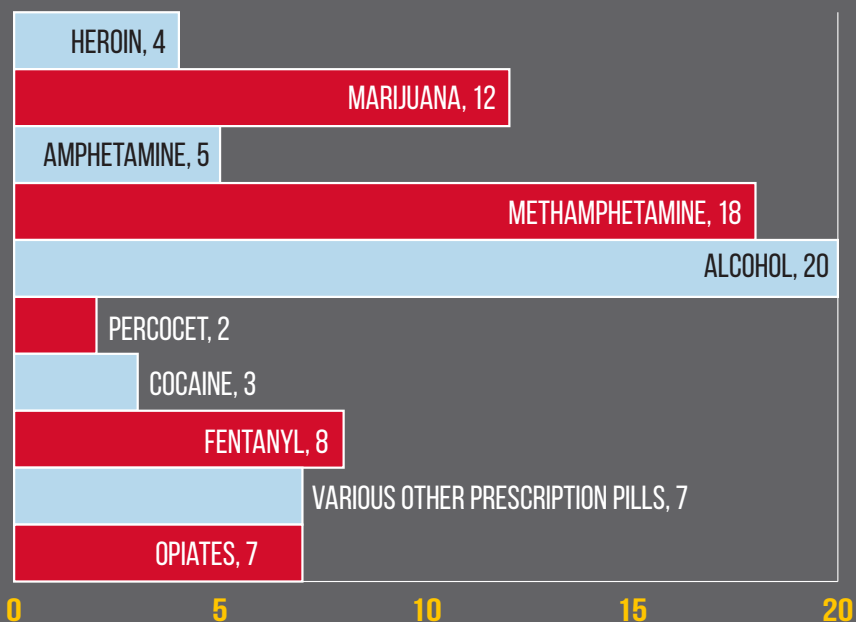 HEROIN, 4
MARIJUANA, 12
AMPHETAMINE, 5
METHAMPHETAMINE, 18
ALCOHOL, 20
PERCOCET, 2
COCAINE, 3
FENTANYL, 8
VARIOUS OTHER PRESCRIPTION PILLS, 7
OPIATES, 7
0 5 10 15 20